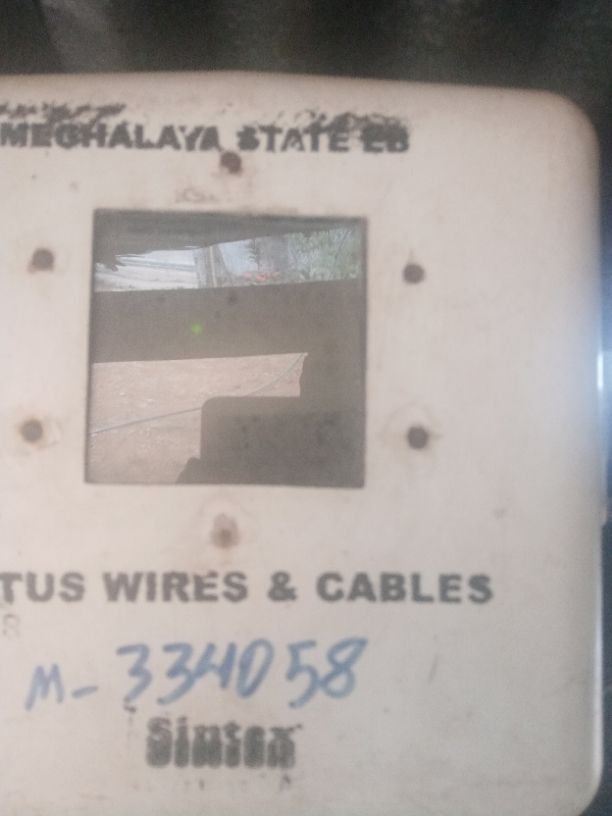 MEGHALAYA STATE EB
TUS WIRES & CABLES
M-334058
Sintex